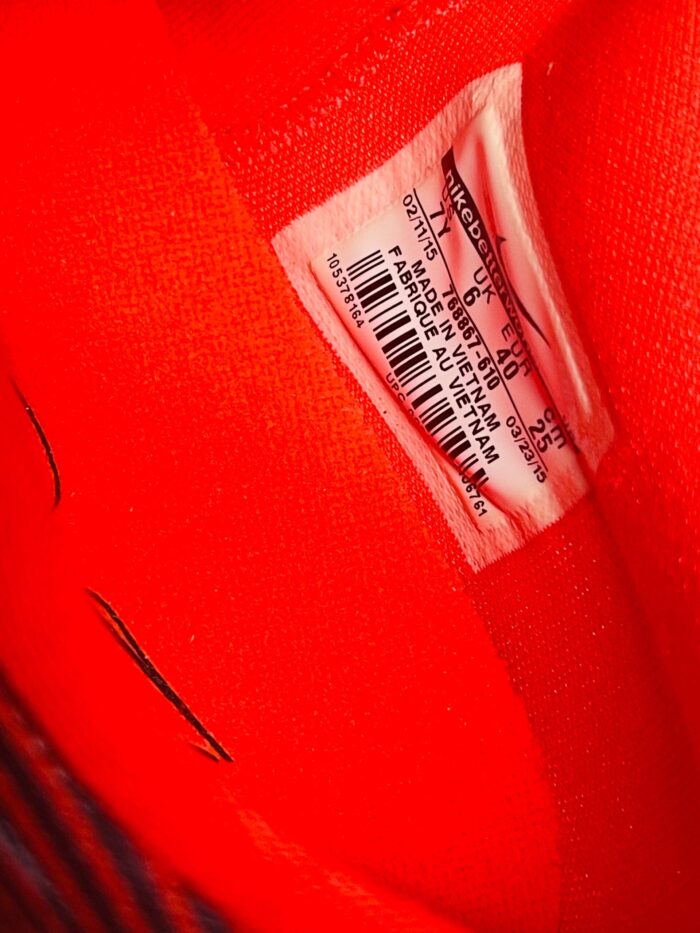 nikebetterworld
US UK EUR cm
7Y 6 40 25
02/11/15 768867-610 03/23/15
MADE IN VIETNAM
FABRIQUE AU VIETNAM
105378164
UPC